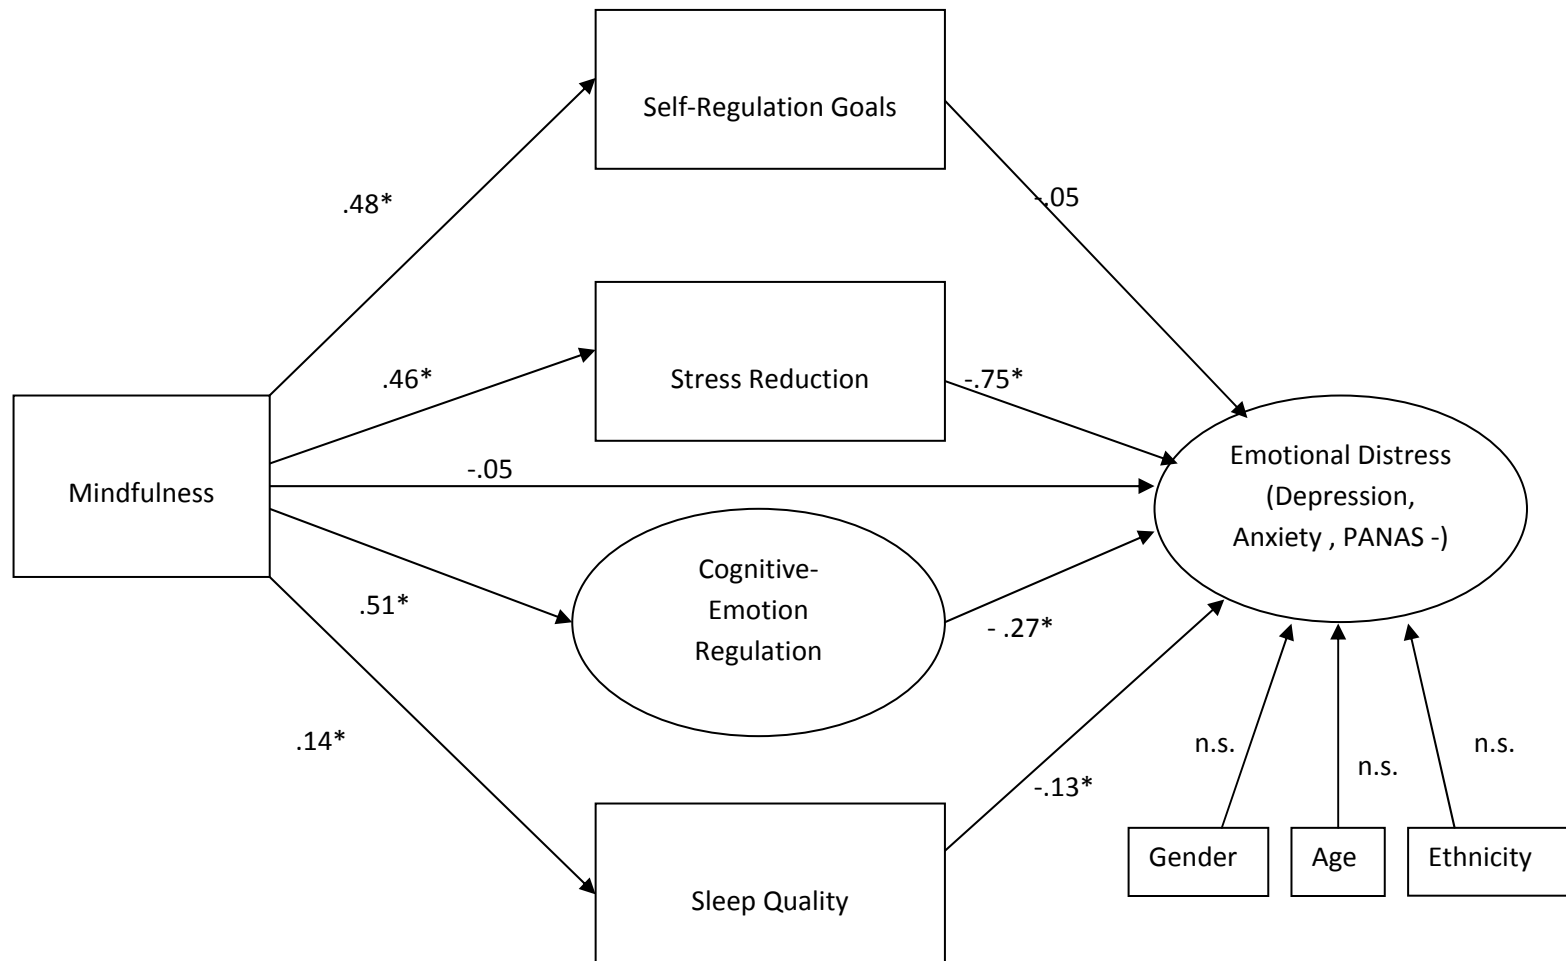 Self-Regulation Goals
.48*
-.05
.46*
Stress Reduction
-.75*
Mindfulness
-.05
Emotional Distress
(Depression,
Anxiety , PANAS -)
.51*
Cognitive-
Emotion
Regulation
- .27*
.14*
-.13*
n.s.
n.s.
n.s.
Sleep Quality
Gender
Age
Ethnicity